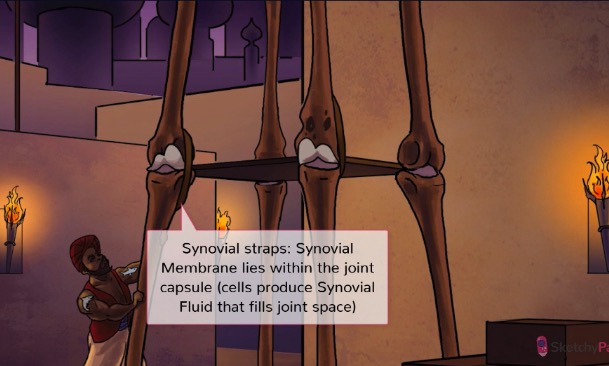 Synovial straps: Synovial
Membrane lies within the joint
capsule (cells produce Synovial
Fluid that fills joint space)
SketchyPa